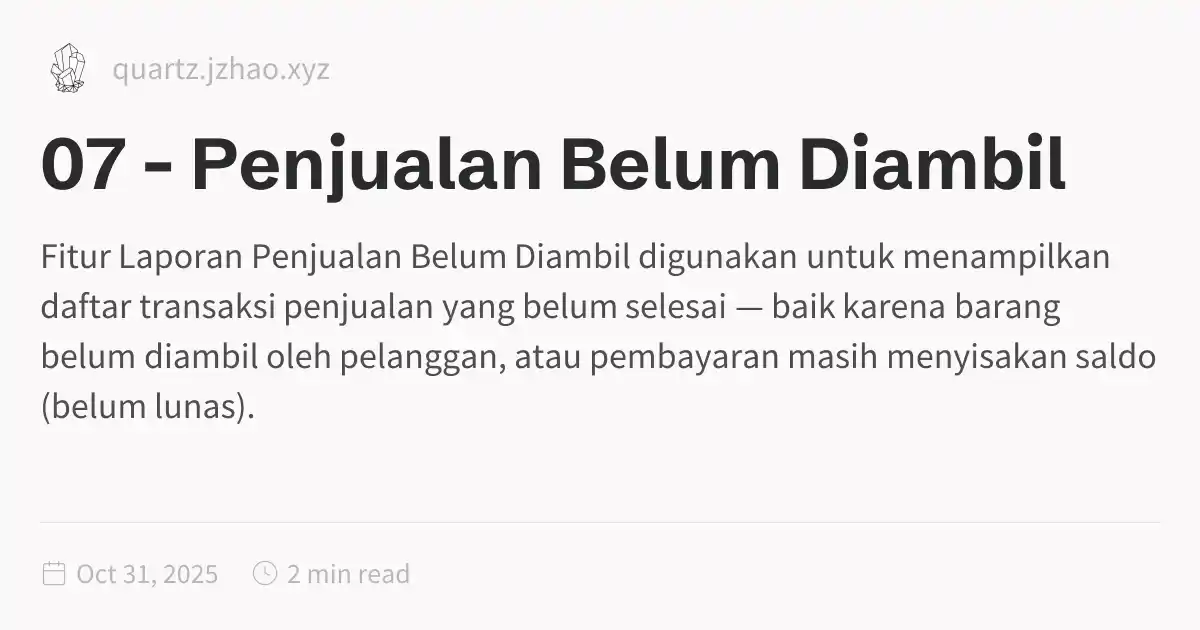 quartz.jzhao.xyz
07 - Penjualan Belum Diambil
Fitur Laporan Penjualan Belum Diambil digunakan untuk menampilkan
daftar transaksi penjualan yang belum selesai — baik karena barang
belum diambil oleh pelanggan, atau pembayaran masih menyisakan saldo
(belum lunas).
Oct 31, 2025 2 min read